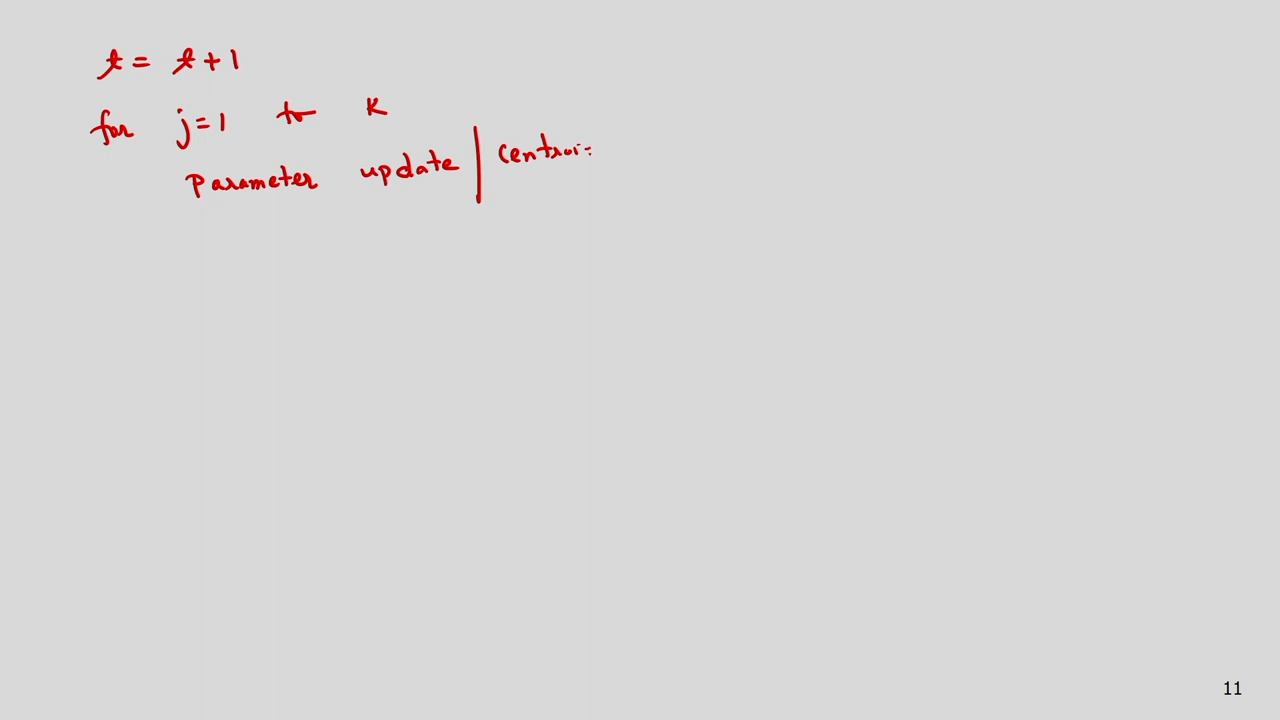 t = t + 1
for j = 1 to K
Parameter update |
11